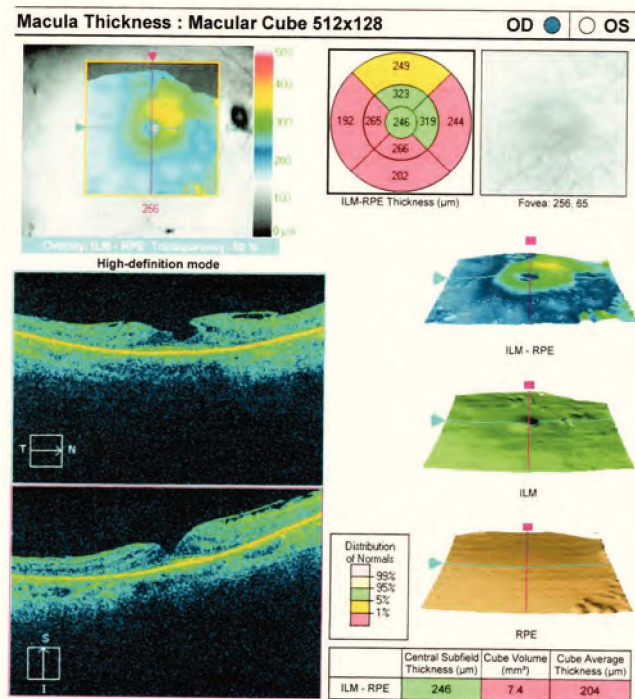 Macula Thickness : Macular Cube 512x128 OD OS
500
400
300
200
100
0 µm
256
Overlay: ILM - RPE Transparency: 50 %
High-definition mode
249
323
192 265 246 319 244
266
202
ILM-RPE Thickness (µm)
Fovea: 256, 65
ILM - RPE
T N
ILM
Distribution
of Normals
99%
95%
5%
1%
RPE
S
I
Central Subfield Thickness (µm) Cube Volume (mm³) Cube Average Thickness (µm)
ILM - RPE 246 7.4 204